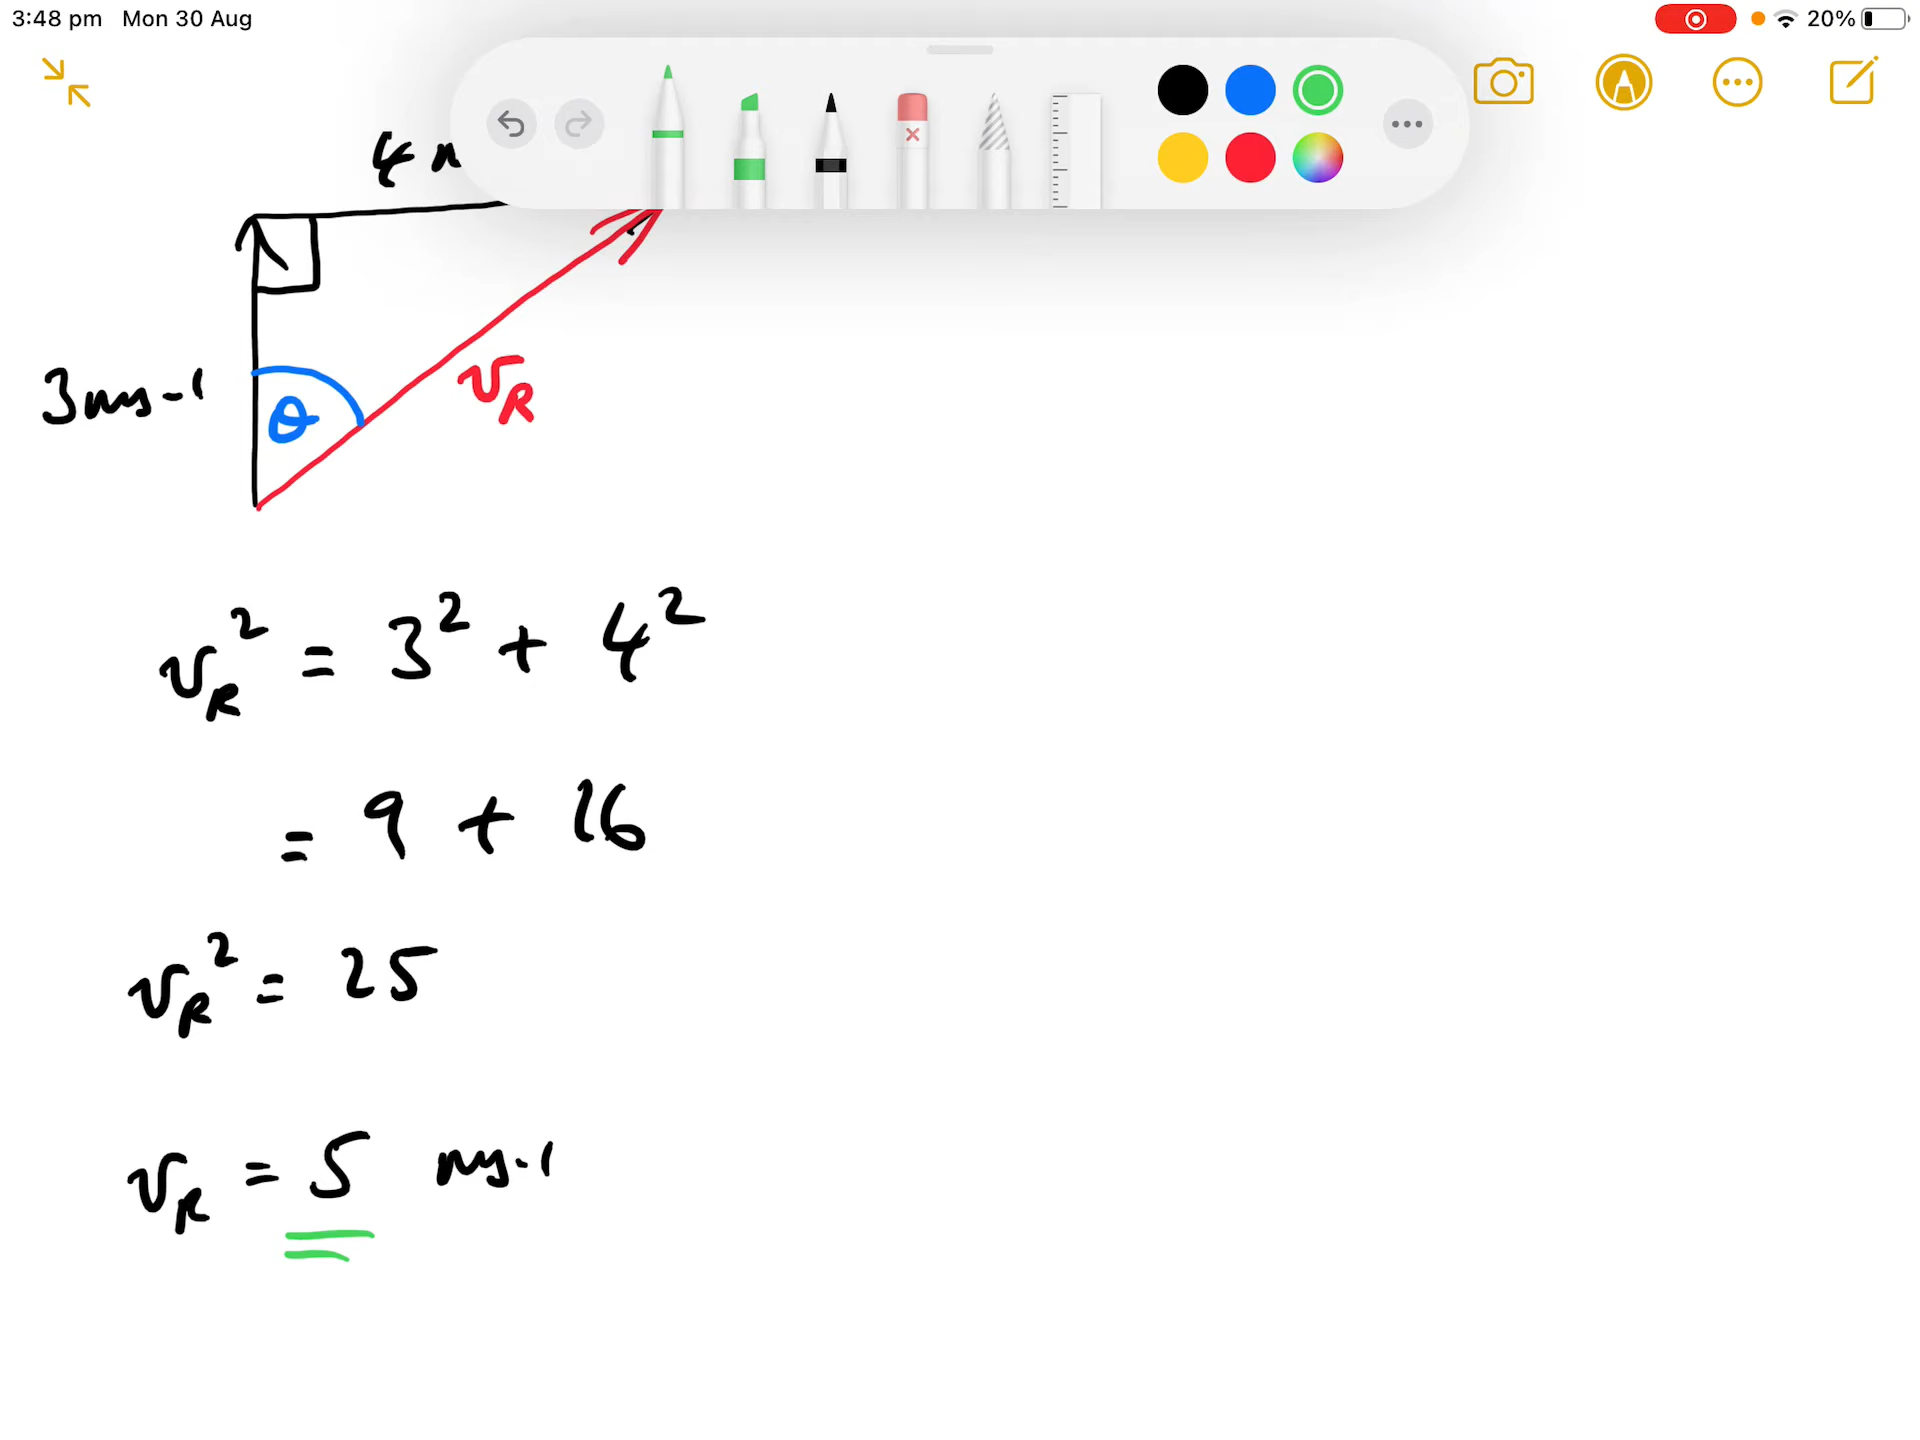 3:48 pm Mon 30 Aug 20%
4 m
3ms-1
θ
vR
vR² = 3² + 4²
= 9 + 16
vR² = 25
vR = 5 ms-1